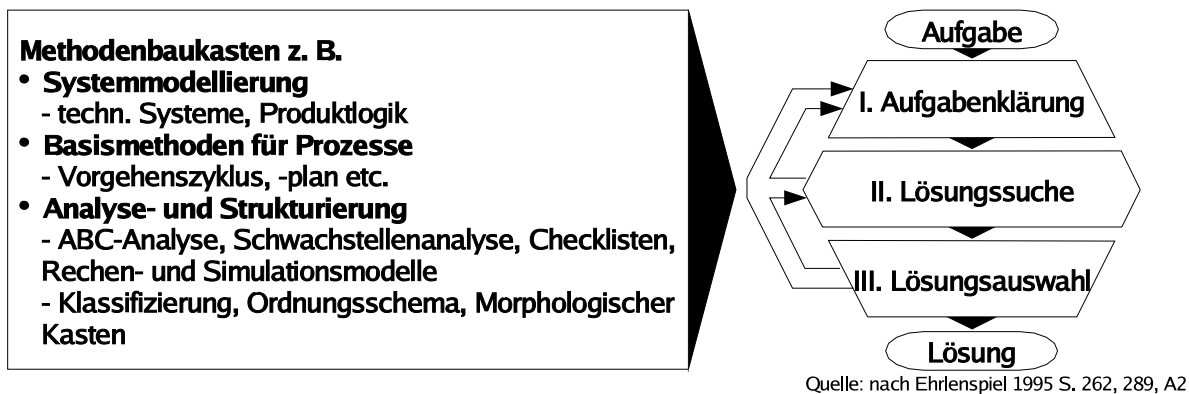 Methodenbaukasten z. B.
• Systemmodellierung
- techn. Systeme, Produktlogik
• Basismethoden für Prozesse
- Vorgehenszyklus, -plan etc.
• Analyse- und Strukturierung
- ABC-Analyse, Schwachstellenanalyse, Checklisten,
Rechen- und Simulationsmodelle
- Klassifizierung, Ordnungsschema, Morphologischer
Kasten
Aufgabe
I. Aufgabenklärung
II. Lösungssuche
III. Lösungsauswahl
Lösung
Quelle: nach Ehrlenspiel 1995 S. 262, 289, A2